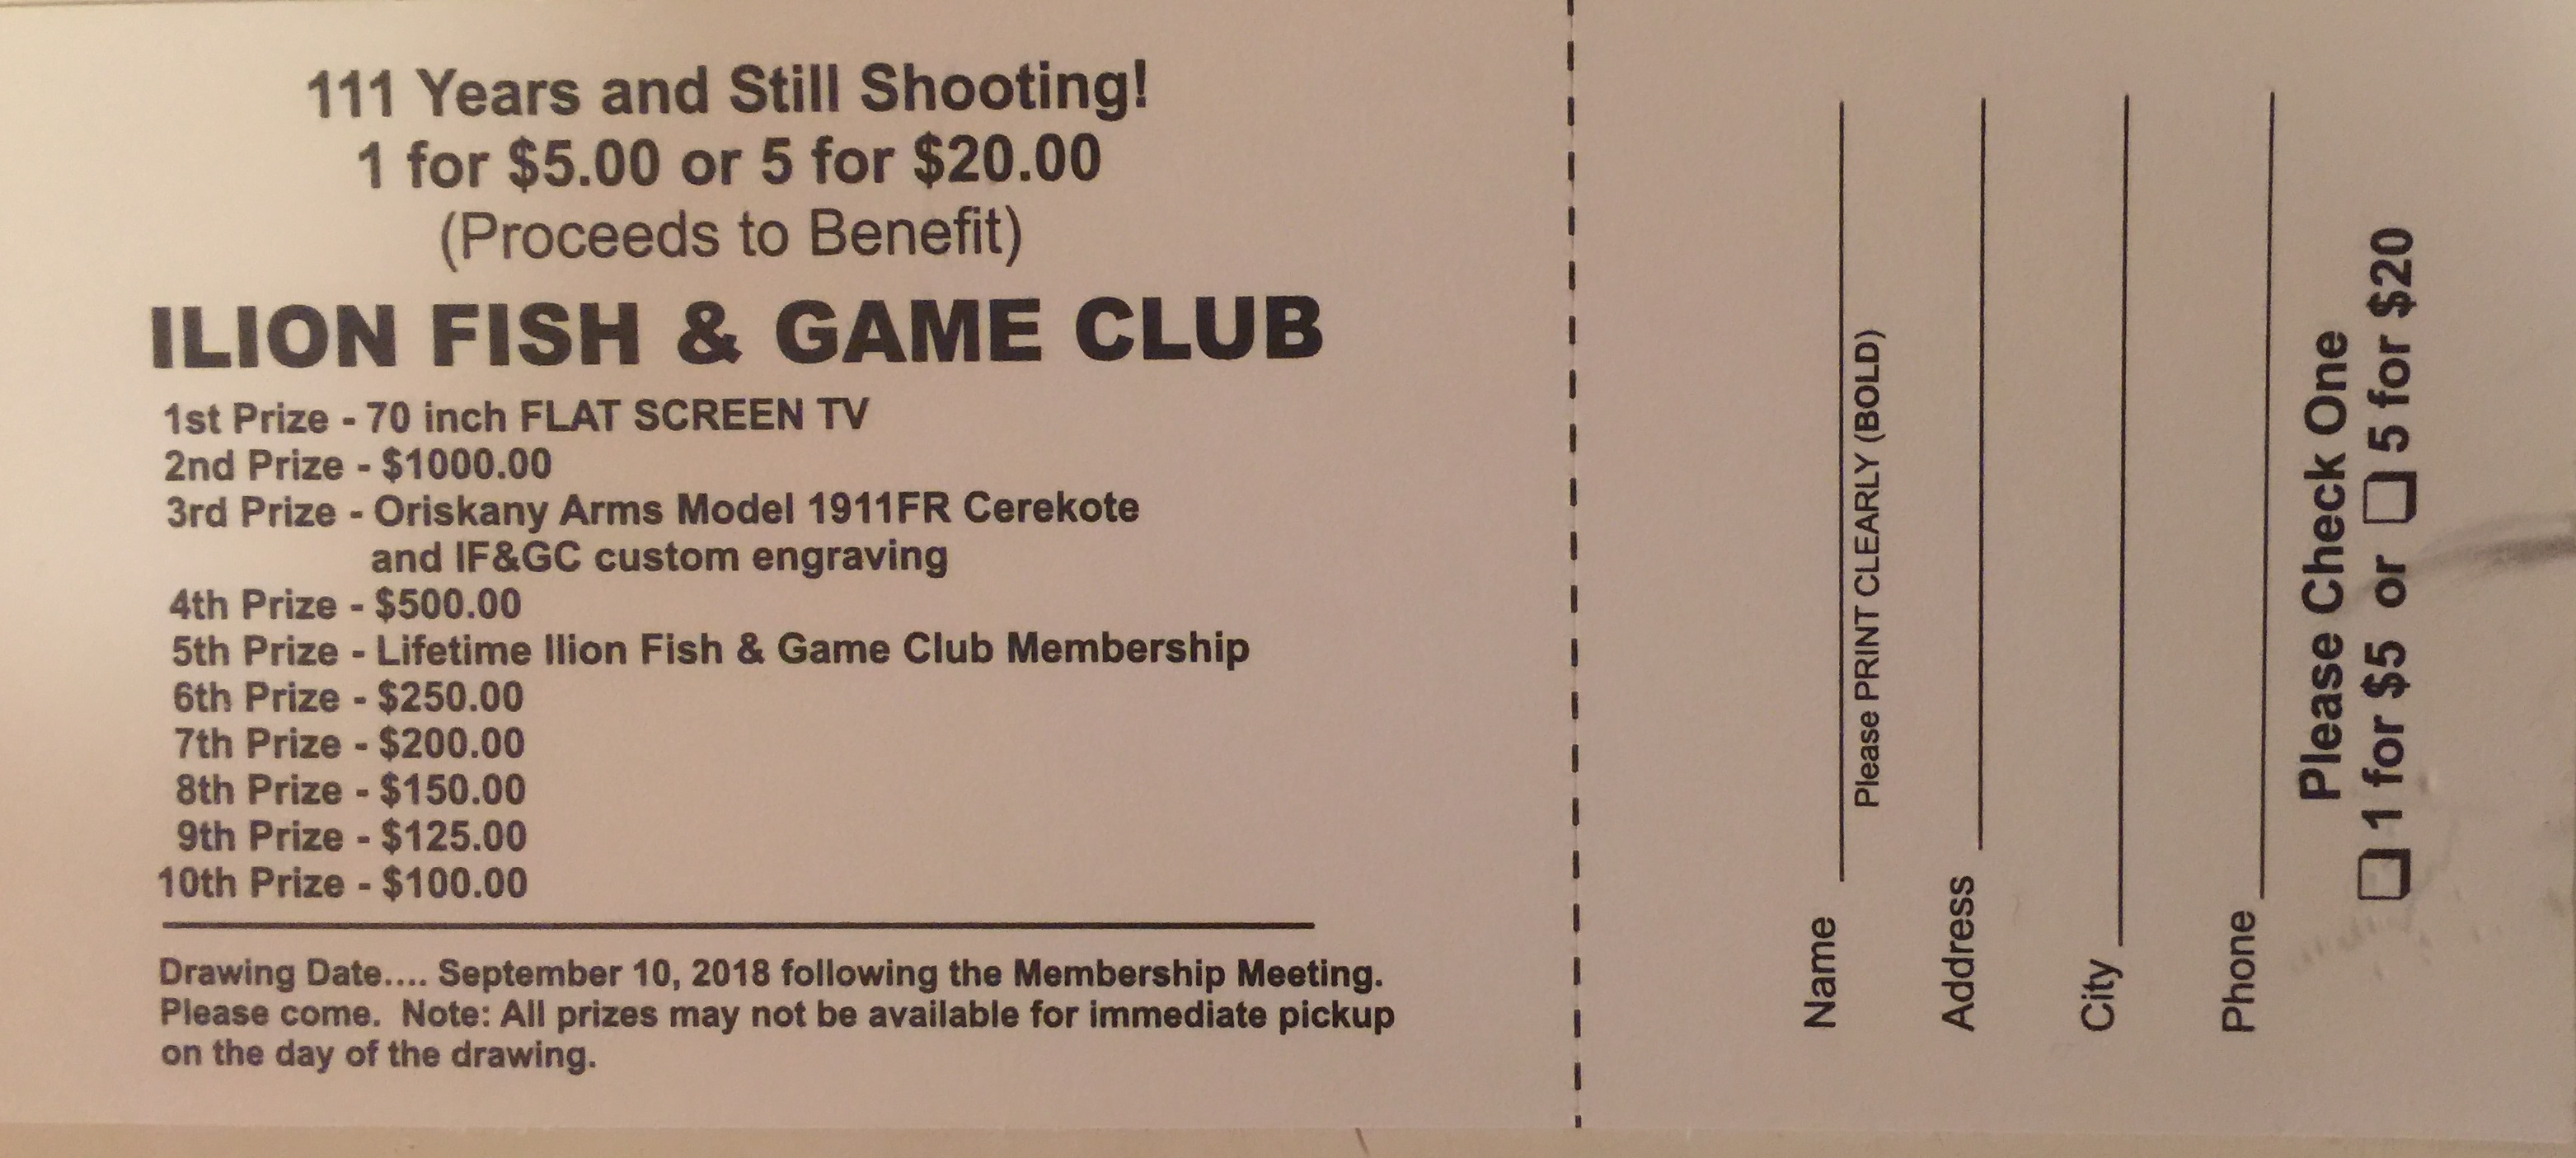 111 Years and Still Shooting!
1 for $5.00 or 5 for $20.00
(Proceeds to Benefit)
ILION FISH & GAME CLUB
1st Prize - 70 inch FLAT SCREEN TV
2nd Prize - $1000.00
3rd Prize - Oriskany Arms Model 1911FR Cerekote
and IF&GC custom engraving
4th Prize - $500.00
5th Prize - Lifetime Ilion Fish & Game Club Membership
6th Prize - $250.00
7th Prize - $200.00
8th Prize - $150.00
9th Prize - $125.00
10th Prize - $100.00
Drawing Date.... September 10, 2018 following the Membership Meeting.
Please come. Note: All prizes may not be available for immediate pickup
on the day of the drawing.
Name
Please PRINT CLEARLY (BOLD)
Address
City
Phone
Please Check One
❏ 1 for $5 or ❏ 5 for $20